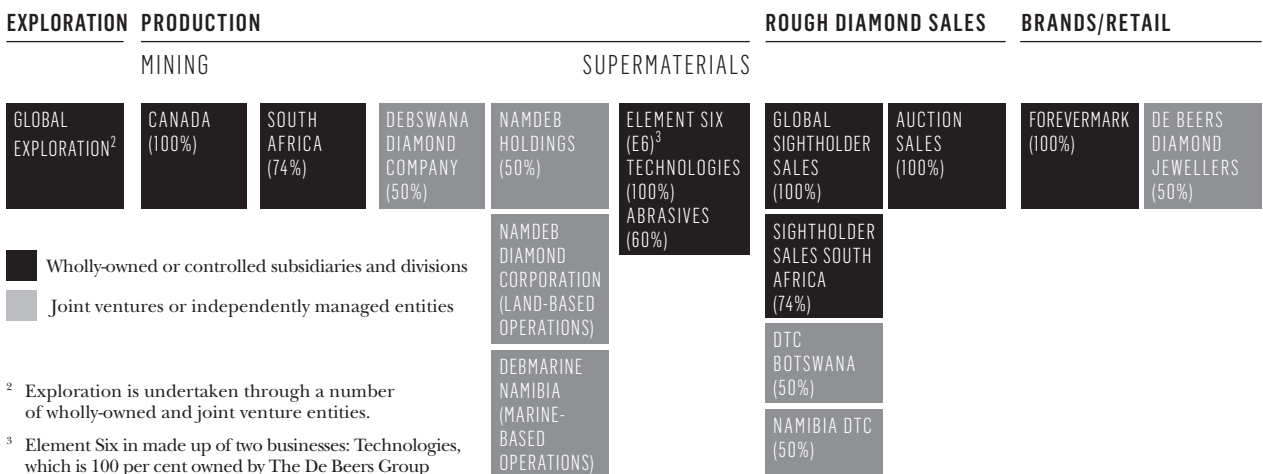 EXPLORATION
PRODUCTION
ROUGH DIAMOND SALES
BRANDS/RETAIL
MINING
SUPERMATERIALS
GLOBAL
EXPLORATION²
CANADA
(100%)
SOUTH
AFRICA
(74%)
DEBSWANA
DIAMOND
COMPANY
(50%)
NAMDEB
HOLDINGS
(50%)
NAMDEB
DIAMOND
CORPORATION
(LAND-BASED
OPERATIONS)
DEBMARINE
NAMIBIA
(MARINE-
BASED
OPERATIONS)
ELEMENT SIX
(E6)³
TECHNOLOGIES
(100%)
ABRASIVES
(60%)
GLOBAL
SIGHTHOLDER
SALES
(100%)
SIGHTHOLDER
SALES SOUTH
AFRICA
(74%)
DTC
BOTSWANA
(50%)
NAMIBIA DTC
(50%)
AUCTION
SALES
(100%)
FOREVERMARK
(100%)
DE BEERS
DIAMOND
JEWELLERS
(50%)
Wholly-owned or controlled subsidiaries and divisions
Joint ventures or independently managed entities
² Exploration is undertaken through a number
of wholly-owned and joint venture entities.
³ Element Six in made up of two businesses: Technologies,
which is 100 per cent owned by The De Beers Group